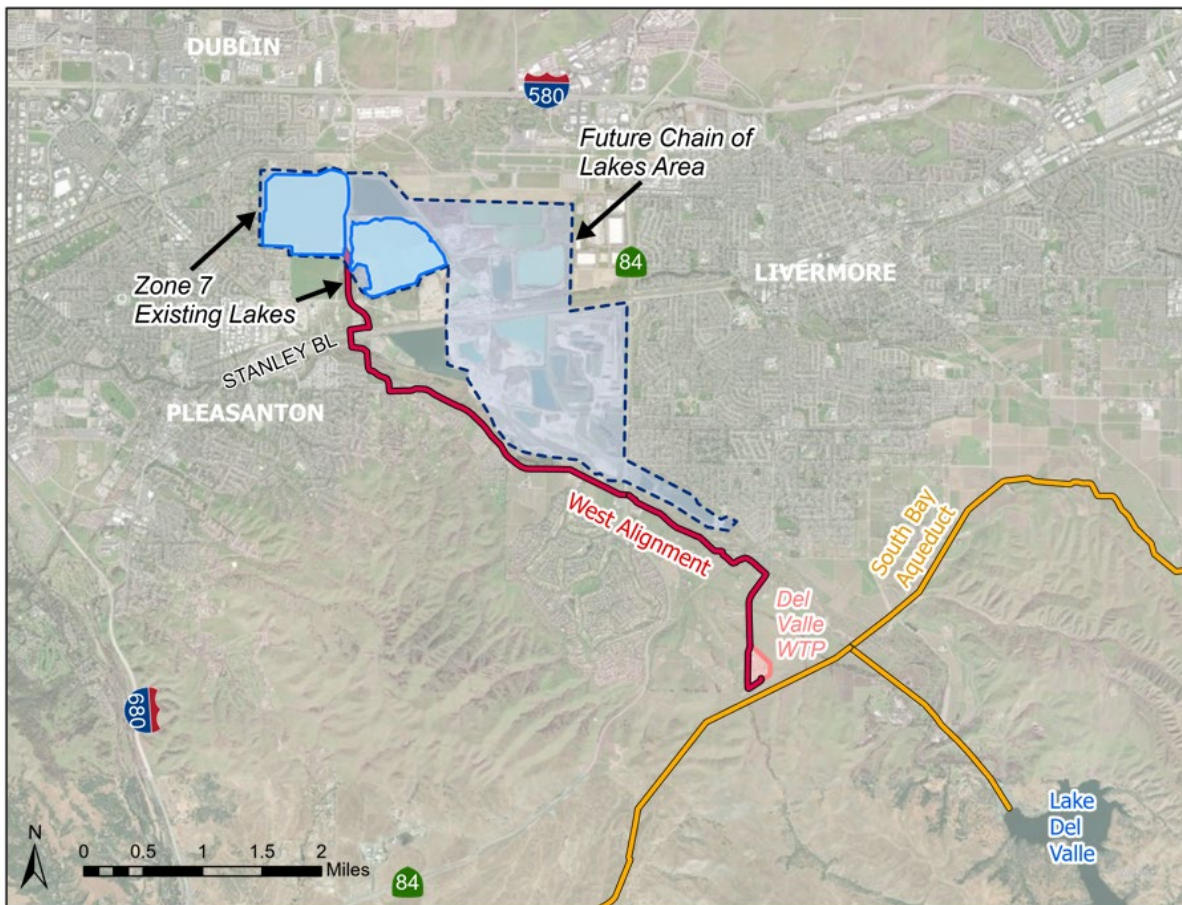 DUBLIN
580
Future Chain of
Lakes Area
84
LIVERMORE
Zone 7
Existing Lakes
STANLEY BL
PLEASANTON
West Alignment
South Bay
Aqueduct
Del
Valle
WTP
680
Lake
Del
Valle
N
0 0.5 1 1.5 2
Miles
84